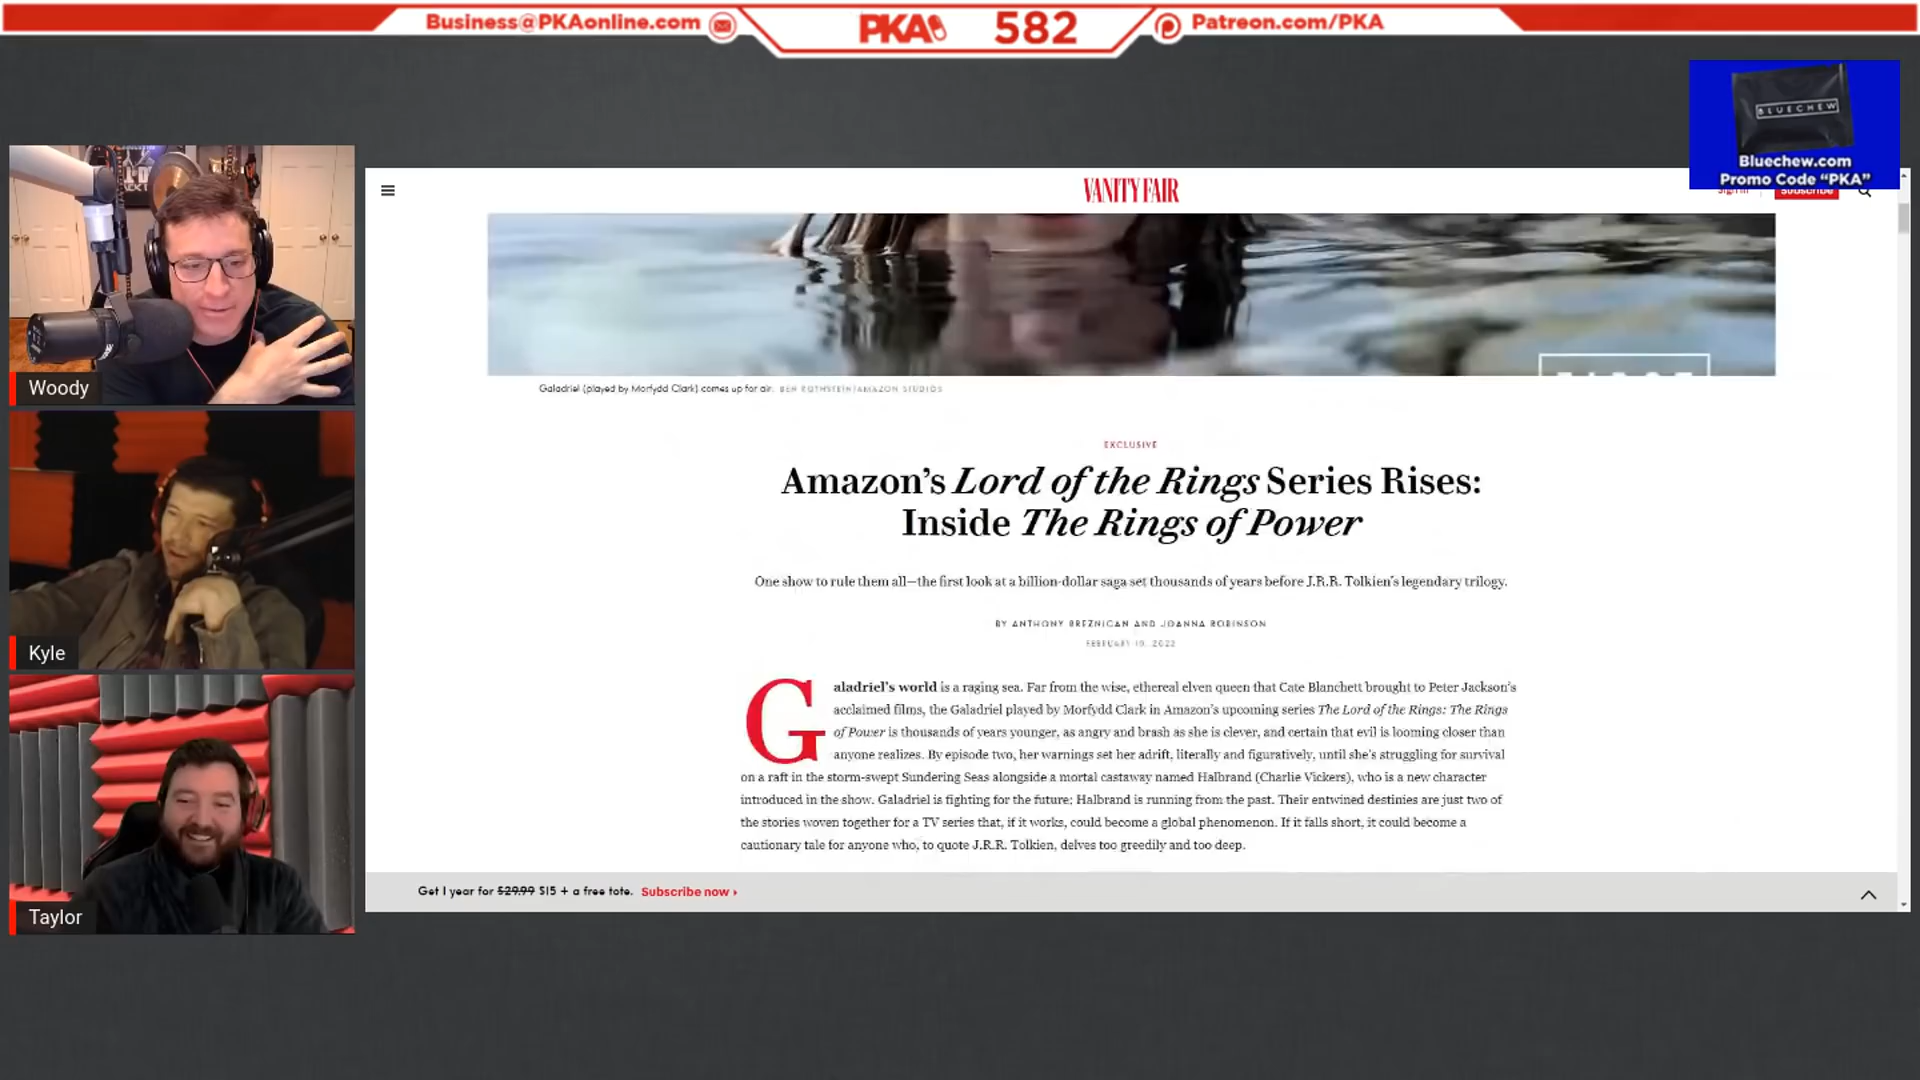 Business@PKAonline.com
PKA 582
Patreon.com/PKA
BLUECHEW
Bluechew.com
Promo Code “PKA”
VANITY FAIR
Sign In
Subscribe
Woody
Kyle
Taylor
Galadriel (played by Morfydd Clark) comes up for air. BEN ROTHSTEIN/AMAZON STUDIOS
EXCLUSIVE
Amazon’s Lord of the Rings Series Rises:
Inside The Rings of Power
One show to rule them all—the first look at a billion-dollar saga set thousands of years before J.R.R. Tolkien’s legendary trilogy.
BY ANTHONY BREZNICAN AND JOANNA ROBINSON
FEBRUARY 10, 2022
Galadriel’s world is a raging sea. Far from the wise, ethereal elven queen that Cate Blanchett brought to Peter Jackson’s
acclaimed films, the Galadriel played by Morfydd Clark in Amazon’s upcoming series The Lord of the Rings: The Rings
of Power is thousands of years younger, as angry and brash as she is clever, and certain that evil is looming closer than
anyone realizes. By episode two, her warnings set her adrift, literally and figuratively, until she’s struggling for survival
on a raft in the storm-swept Sundering Seas alongside a mortal castaway named Halbrand (Charlie Vickers), who is a new character
introduced in the show. Galadriel is fighting for the future; Halbrand is running from the past. Their entwined destinies are just two of
the stories woven together for a TV series that, if it works, could become a global phenomenon. If it falls short, it could become a
cautionary tale for anyone who, to quote J.R.R. Tolkien, delves too greedily and too deep.
Get 1 year for $29.99 $15 + a free tote. Subscribe now ›